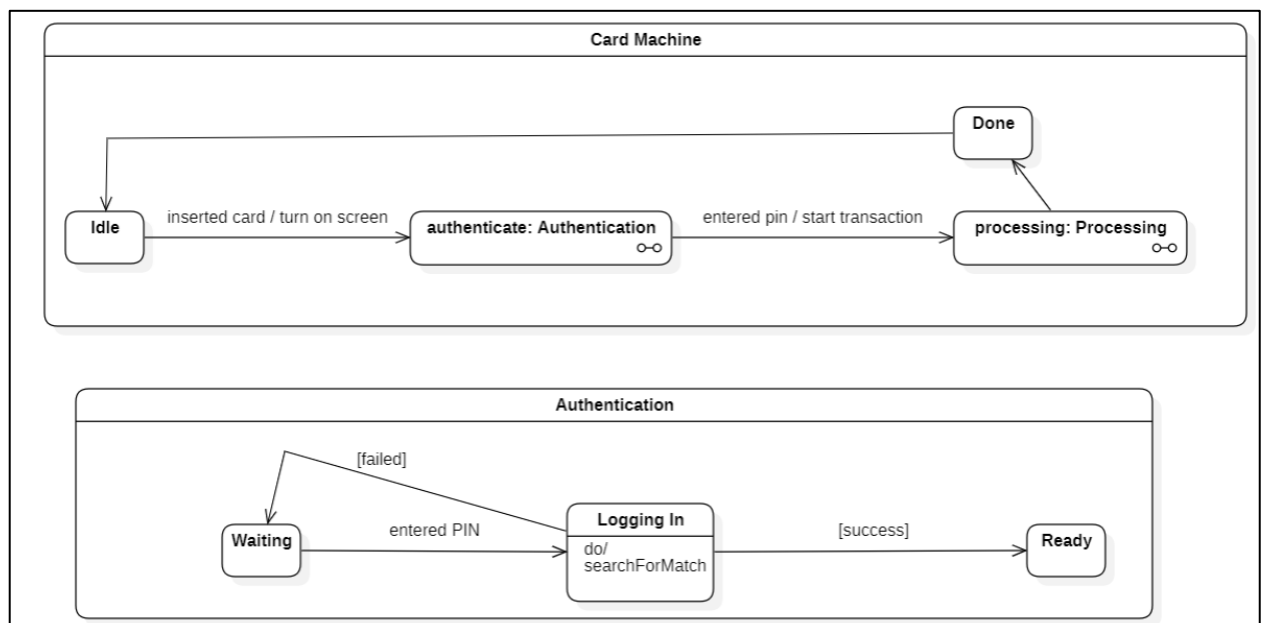 Card Machine
Done
inserted card / turn on screen
entered pin / start transaction
Idle
authenticate: Authentication
processing: Processing
Authentication
[failed]
Logging In
entered PIN
[success]
Waiting
Ready
do/
searchForMatch